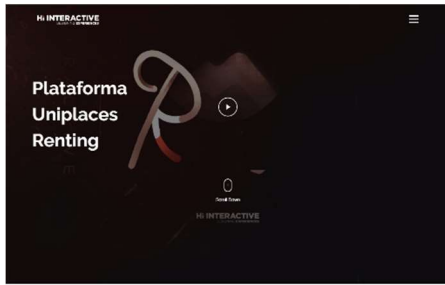 Hi INTERACTIVE
Plataforma
Uniplaces
Renting
Scroll Down
Hi INTERACTIVE